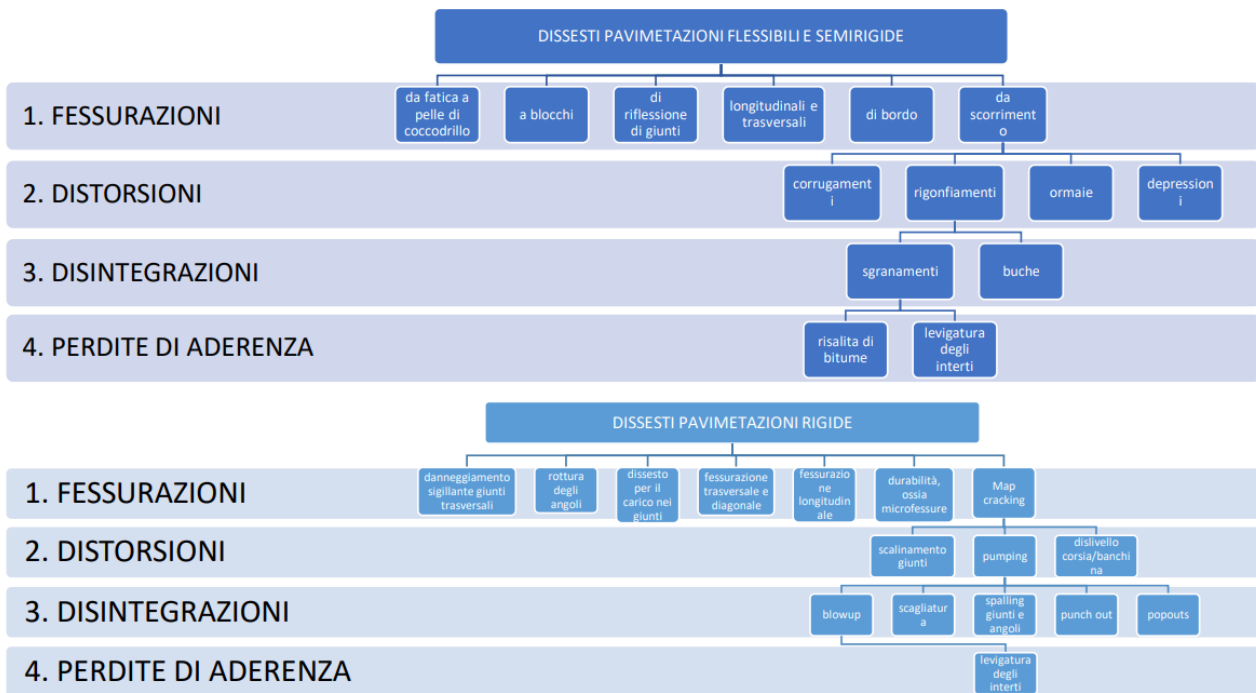 DISSESTI PAVIMETAZIONI FLESSIBILI E SEMIRIGIDE
1. FESSURAZIONI
da fatica a
pelle di
coccodrillo
a blocchi
di
riflessione
di giunti
longitudinali e
trasversali
di bordo
da
scorriment
o
2. DISTORSIONI
corrugament
i
rigonfiamenti
ormaie
depression
i
3. DISINTEGRAZIONI
sgranamenti
buche
4. PERDITE DI ADERENZA
risalita di
bitume
levigatura
degli
interti
DISSESTI PAVIMETAZIONI RIGIDE
1. FESSURAZIONI
danneggiamento
sigillante giunti
trasversali
rottura
degli
angoli
dissesto
per il
carico nei
giunti
fessurazione
trasversale e
diagonale
fessurazio
ne
longitudin
ale
durabilità,
ossia
microfessure
Map
cracking
2. DISTORSIONI
scalinamento
giunti
pumping
dislivello
corsia/banchi
na
3. DISINTEGRAZIONI
blowup
scagliatur
a
spalling
giunti e
angoli
punch out
popouts
4. PERDITE DI ADERENZA
levigatura
degli
interti